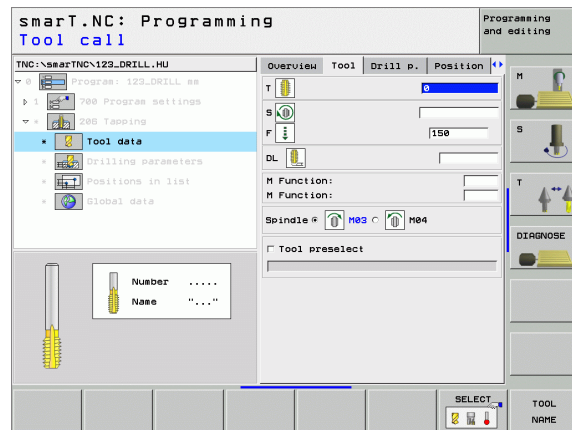 smarT.NC: Programming
Tool call
Programming
and editing
TNC:\smarTNC\123_DRILL.HU
0 Program: 123_DRILL mm
1 700 Program settings
* 206 Tapping
* Tool data
* Drilling parameters
* Positions in list
* Global data
Overview Tool Drill p. Position
T 0
S
F 150
DL
M Function:
M Function:
Spindle M03 M04
Tool preselect
Number .....
Name "..."
M
S
T
DIAGNOSE
SELECT
TOOL
NAME